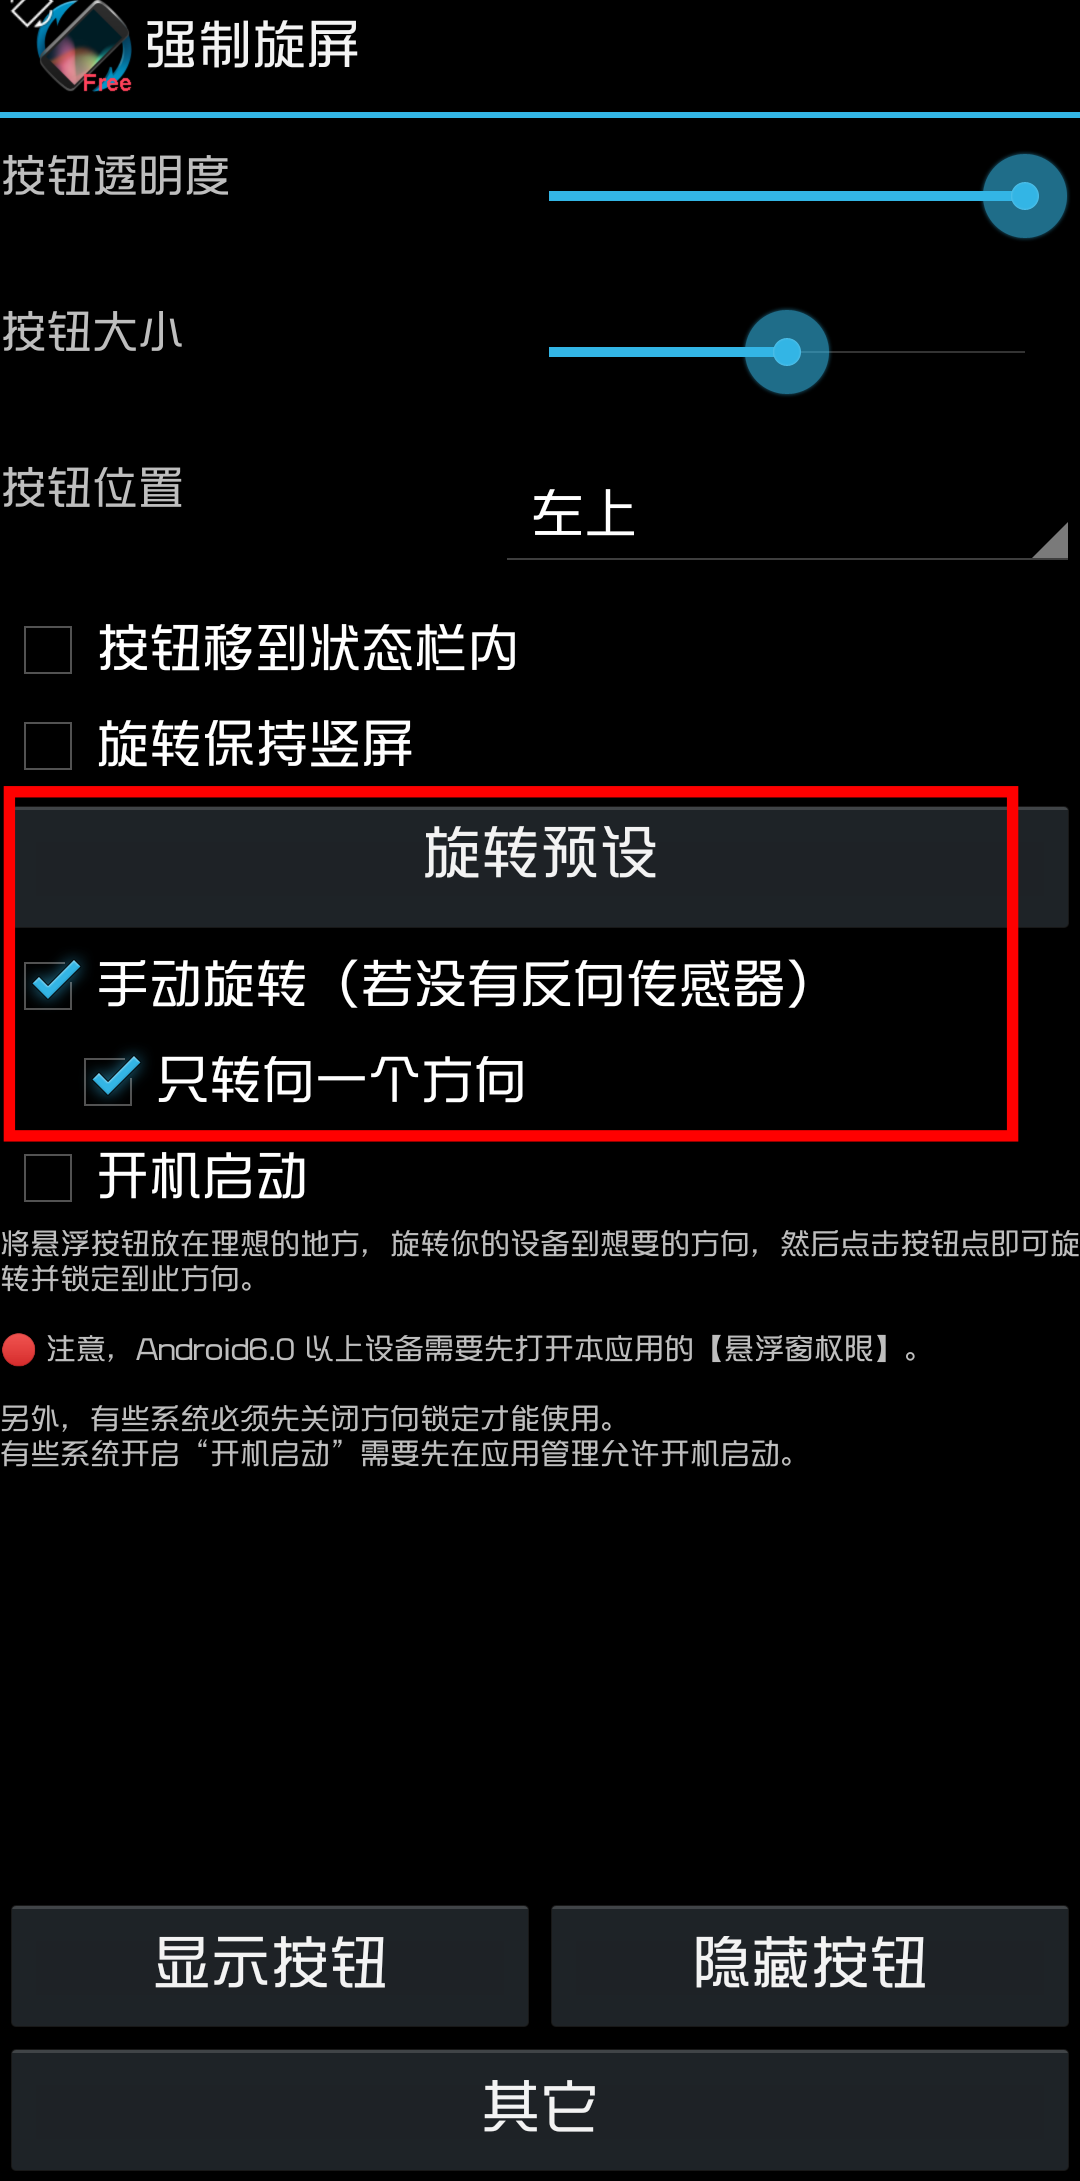 强制旋屏
Free
按钮透明度
按钮大小
按钮位置
左上
按钮移到状态栏内
旋转保持竖屏
旋转预设
手动旋转（若没有反向传感器）
只转向一个方向
开机启动
将悬浮按钮放在理想的地方，旋转你的设备到想要的方向，然后点击按钮点即可旋
转并锁定到此方向。
注意，Android6.0 以上设备需要先打开本应用的【悬浮窗权限】。
另外，有些系统必须先关闭方向锁定才能使用。
有些系统开启“开机启动”需要先在应用管理允许开机启动。
显示按钮
隐藏按钮
其它